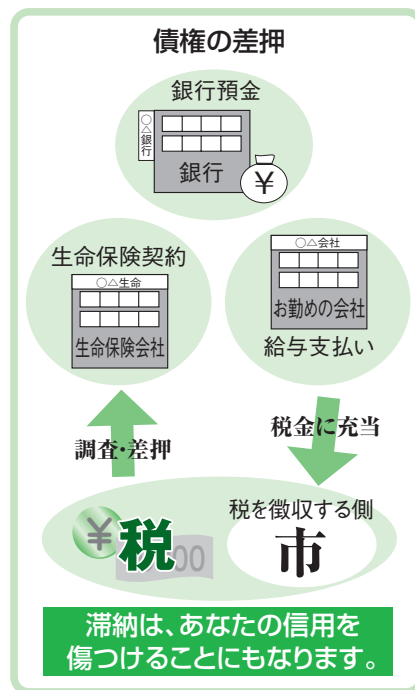 債権の差押
銀行預金
○△銀行
銀行
¥
生命保険契約
○△生命
生命保険会社
○△会社
お勤めの会社
給与支払い
調査・差押
税金に充当
¥
税
00
税を徴収する側
市
滞納は、あなたの信用を
傷つけることにもなります。